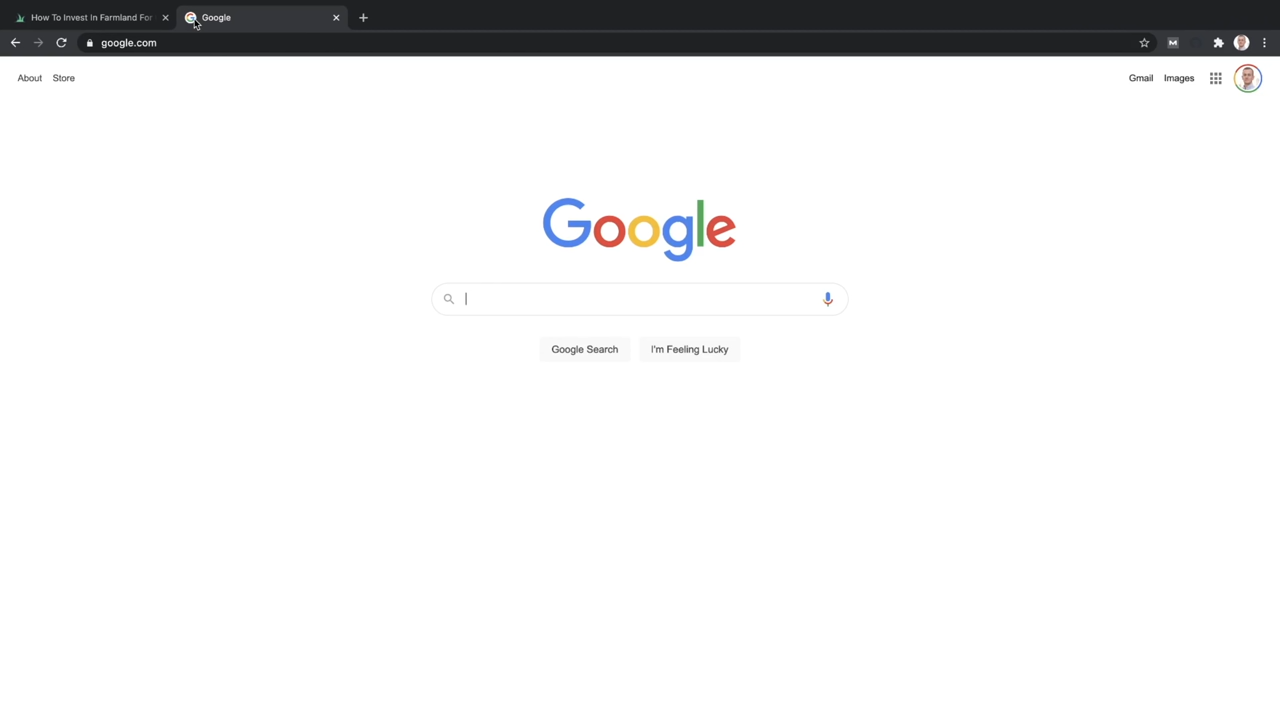 How To Invest In Farmland For
Google
google.com
About
Store
Gmail
Images
Google
Google Search
I'm Feeling Lucky